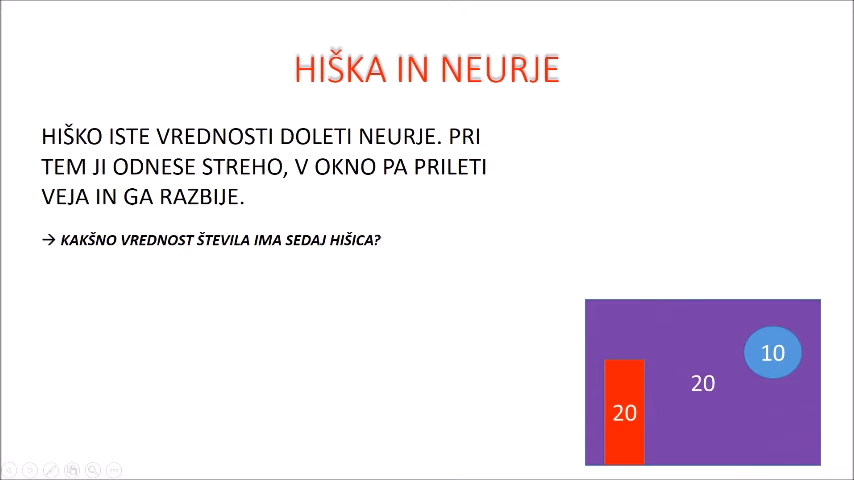 HIŠKA IN NEURJE
HIŠKO ISTE VREDNOSTI DOLETI NEURJE. PRI
TEM JI ODNESE STREHO, V OKNO PA PRILETI
VEJA IN GA RAZBIJE.
→ KAKŠNO VREDNOST ŠTEVILA IMA SEDAJ HIŠICA?
10
20
20